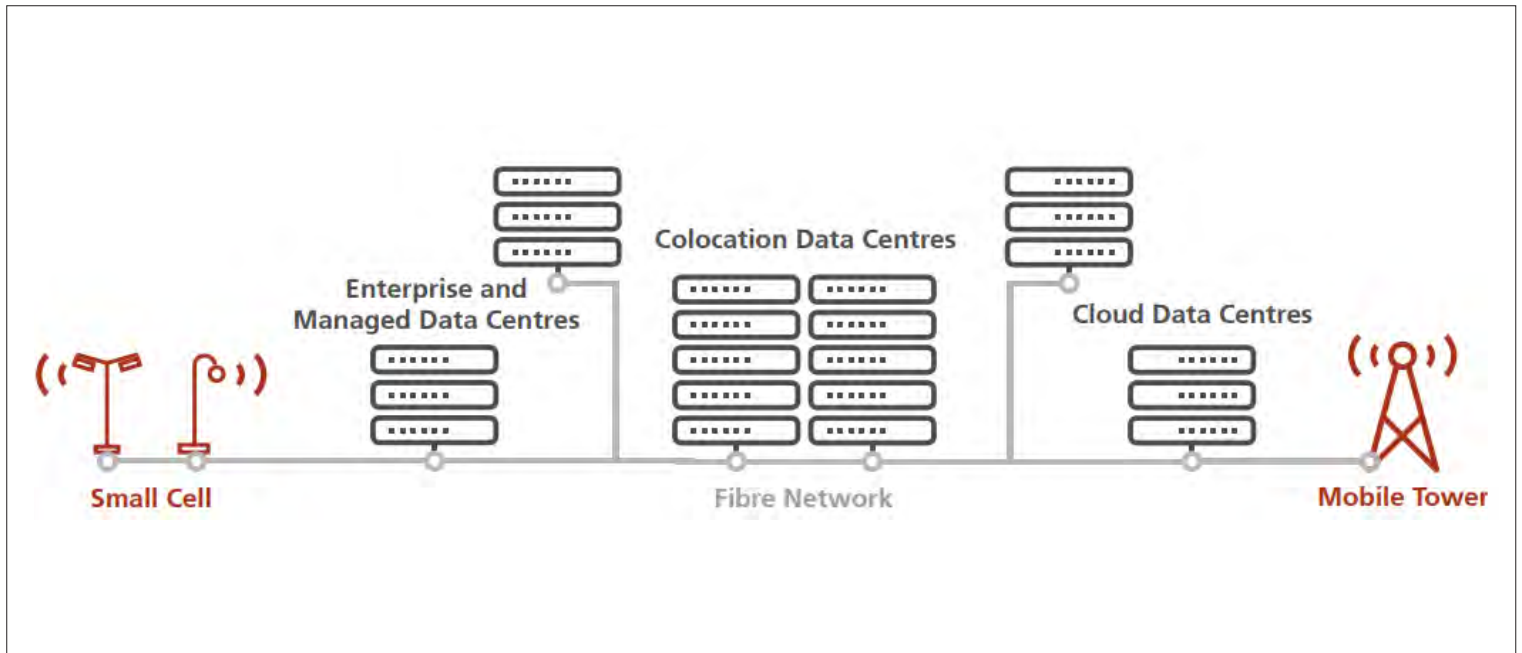 Colocation Data Centres
Enterprise and
Managed Data Centres
Cloud Data Centres
Small Cell
Fibre Network
Mobile Tower